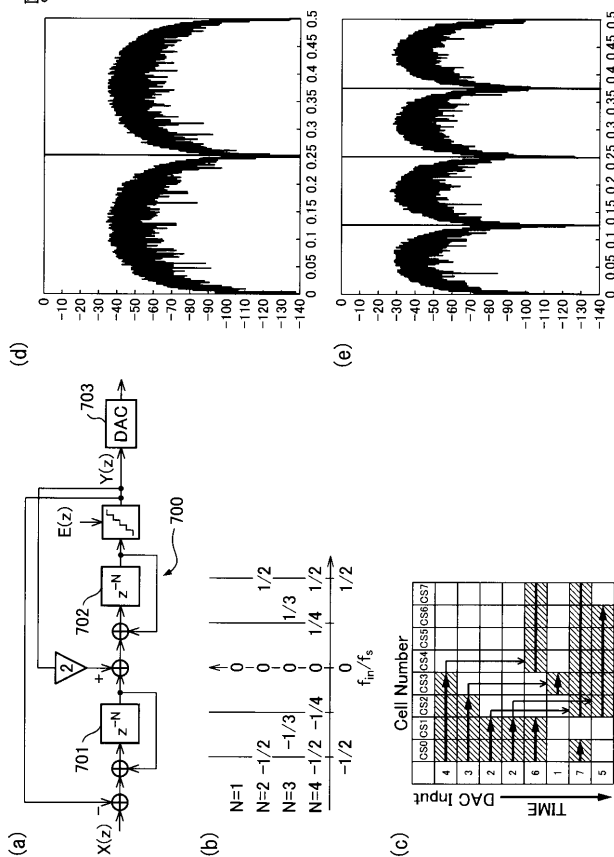 (a)
X(z)
−
701
z⁻ᴺ
2
+
702
z⁻ᴺ
E(z)
Y(z)
703
DAC
700
(b)
N=1 0
N=2 -1/2 0 1/2
N=3 -1/3 0 1/3
N=4 -1/2 -1/4 0 1/4 1/2
-1/2 0 1/2
fin/fs
(c)
Cell Number
CS0 CS1 CS2 CS3 CS4 CS5 CS6 CS7
4
3
2
2
6
1
7
5
DAC Input
TIME
(d)
0
-10
-20
-30
-40
-50
-60
-70
-80
-90
-100
-110
-120
-130
-140
0 0.05 0.1 0.15 0.2 0.25 0.3 0.35 0.4 0.45 0.5
(e)
0
-10
-20
-30
-40
-50
-60
-70
-80
-90
-100
-110
-120
-130
-140
0 0.05 0.1 0.15 0.2 0.25 0.3 0.35 0.4 0.45 0.5